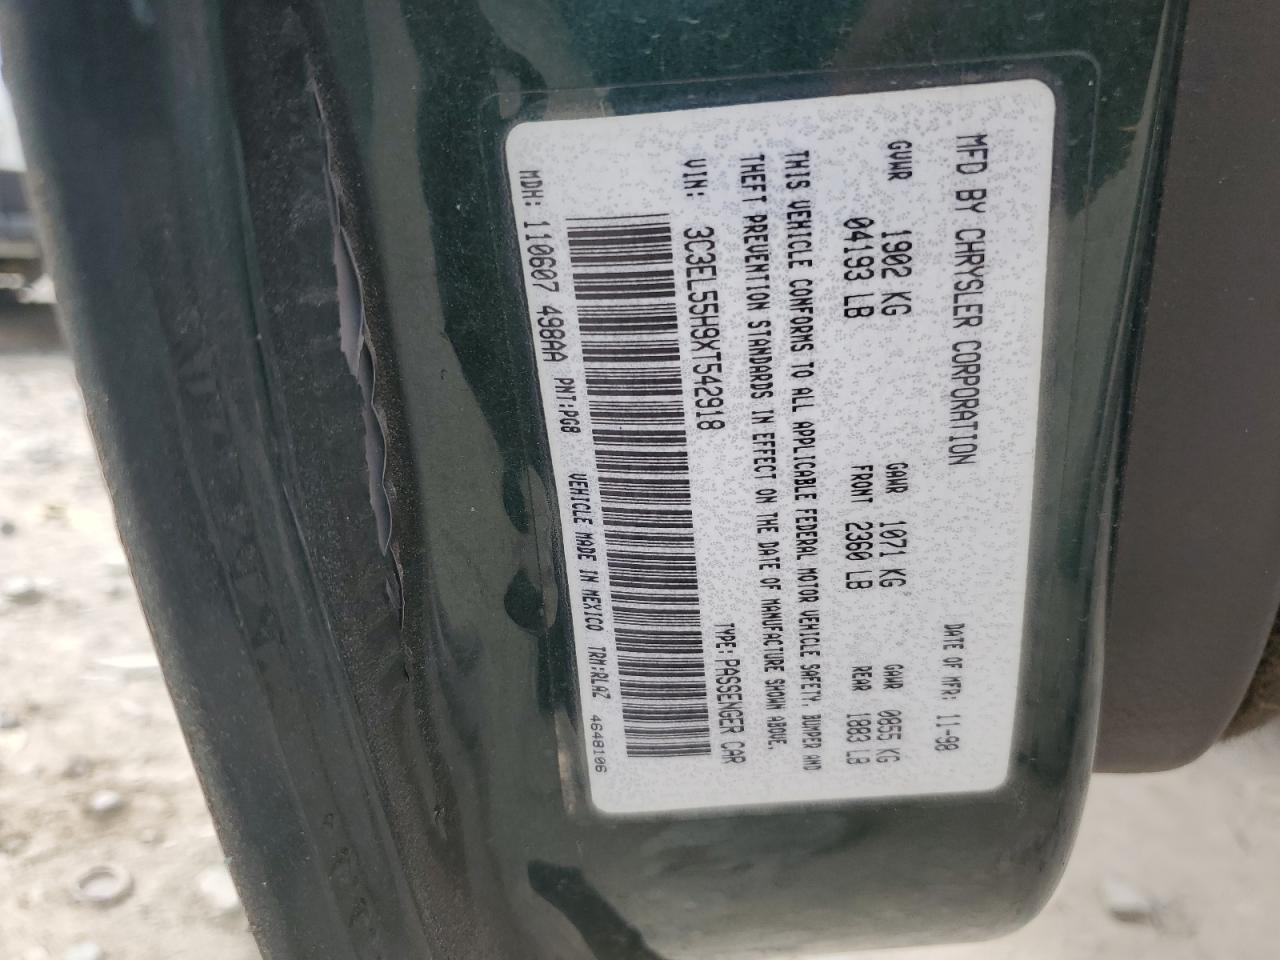 MFD BY CHRYSLER CORPORATION DATE OF MFR: 11-98
GVWR 1902 KG GAWR 1071 KG GAWR 0855 KG
04193 LB FRONT 2360 LB REAR 1883 LB
THIS VEHICLE CONFORMS TO ALL APPLICABLE FEDERAL MOTOR VEHICLE SAFETY, BUMPER AND
THEFT PREVENTION STANDARDS IN EFFECT ON THE DATE OF MANUFACTURE SHOWN ABOVE.
VIN: 3C3EL55H9XT542918 TYPE: PASSENGER CAR
MDH: 110607 498AA PNT:PG8 VEHICLE MADE IN MEXICO TRM:RLAZ 4648106